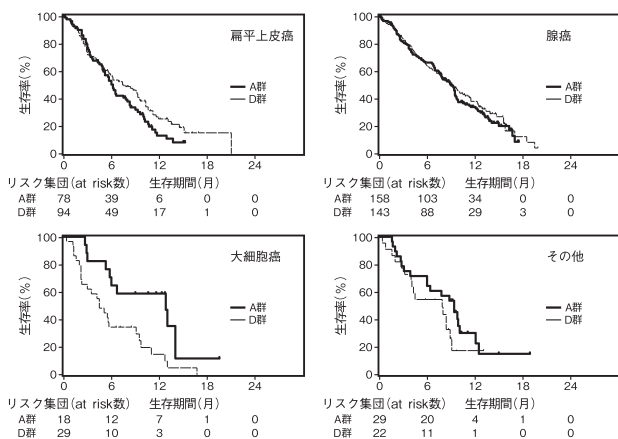 扁平上皮癌
生存率(%)
100
80
60
40
20
0
A群
D群
0 6 12 18 24
リスク集団(at risk数) 生存期間(月)
A群 78 39 6 0 0
D群 94 49 17 1 0
腺癌
生存率(%)
100
80
60
40
20
0
A群
D群
0 6 12 18 24
リスク集団(at risk数) 生存期間(月)
A群 158 103 34 0 0
D群 143 88 29 3 0
大細胞癌
生存率(%)
100
80
60
40
20
0
A群
D群
0 6 12 18 24
リスク集団(at risk数) 生存期間(月)
A群 18 12 7 1 0
D群 29 10 3 0 0
その他
生存率(%)
100
80
60
40
20
0
A群
D群
0 6 12 18 24
リスク集団(at risk数) 生存期間(月)
A群 29 20 4 1 0
D群 22 11 1 0 0